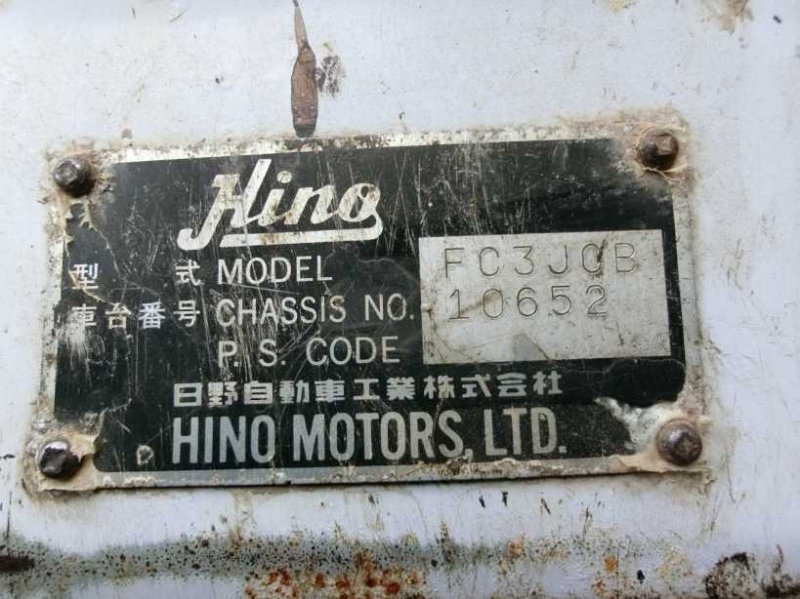 Hino
型式 MODEL FC3JCB
車台番号 CHASSIS NO. 10652
P. S. CODE
日野自動車工業株式会社
HINO MOTORS, LTD.